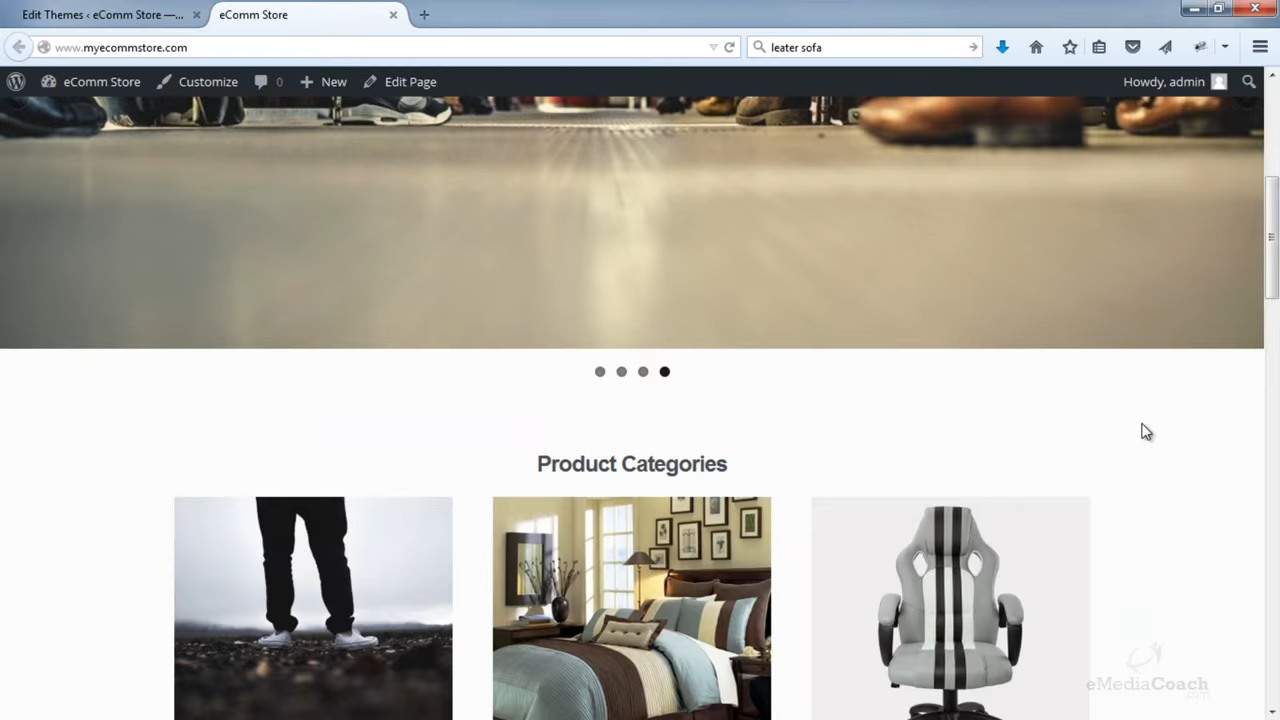 Edit Themes ‹ eComm Store —...
eComm Store
www.myecommstore.com
leater sofa
eComm Store
Customize
0
New
Edit Page
Howdy, admin
Product Categories
eMediaCoach
.com